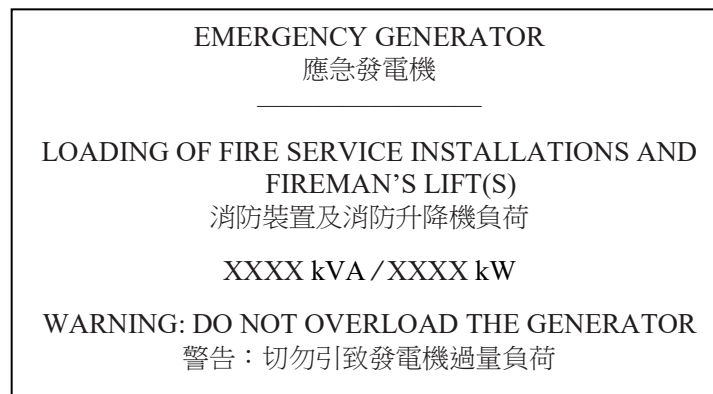 EMERGENCY GENERATOR
應急發電機
LOADING OF FIRE SERVICE INSTALLATIONS AND
FIREMAN’S LIFT(S)
消防裝置及消防升降機負荷
XXXX kVA / XXXX kW
WARNING: DO NOT OVERLOAD THE GENERATOR
警告：切勿引致發電機過量負荷